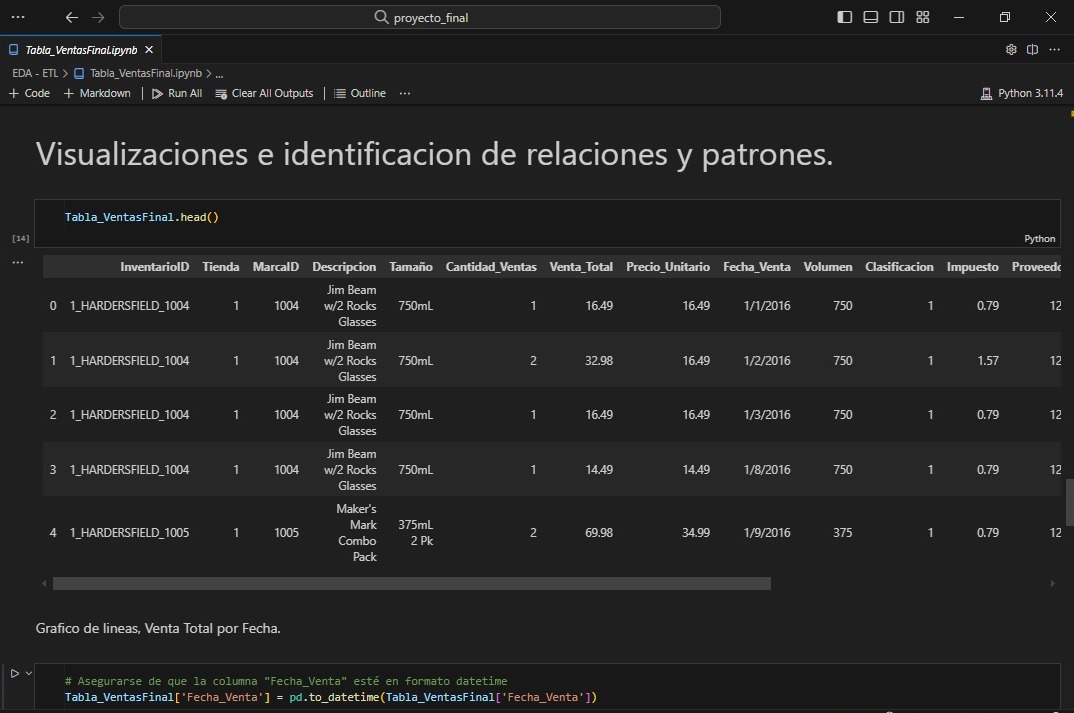 proyecto_final
Tabla_VentasFinal.ipynb
EDA - ETL > Tabla_VentasFinal.ipynb > ...
+ Code + Markdown | Run All Clear All Outputs | Outline ... Python 3.11.4
Visualizaciones e identificacion de relaciones y patrones.
Tabla_VentasFinal.head()
[14]
Python
InventarioID Tienda MarcaID Descripcion Tamaño Cantidad_Ventas Venta_Total Precio_Unitario Fecha_Venta Volumen Clasificacion Impuesto Proveedo
0 1_HARDERSFIELD_1004 1 1004 Jim Beam w/2 Rocks Glasses 750mL 1 16.49 16.49 1/1/2016 750 1 0.79 12
1 1_HARDERSFIELD_1004 1 1004 Jim Beam w/2 Rocks Glasses 750mL 2 32.98 16.49 1/2/2016 750 1 1.57 12
2 1_HARDERSFIELD_1004 1 1004 Jim Beam w/2 Rocks Glasses 750mL 1 16.49 16.49 1/3/2016 750 1 0.79 12
3 1_HARDERSFIELD_1004 1 1004 Jim Beam w/2 Rocks Glasses 750mL 1 14.49 14.49 1/8/2016 750 1 0.79 12
4 1_HARDERSFIELD_1005 1 1005 Maker's Mark Combo Pack 375mL 2 Pk 2 69.98 34.99 1/9/2016 375 1 0.79 12
Grafico de lineas, Venta Total por Fecha.
# Asegurarse de que la columna "Fecha_Venta" esté en formato datetime
Tabla_VentasFinal['Fecha_Venta'] = pd.to_datetime(Tabla_VentasFinal['Fecha_Venta'])